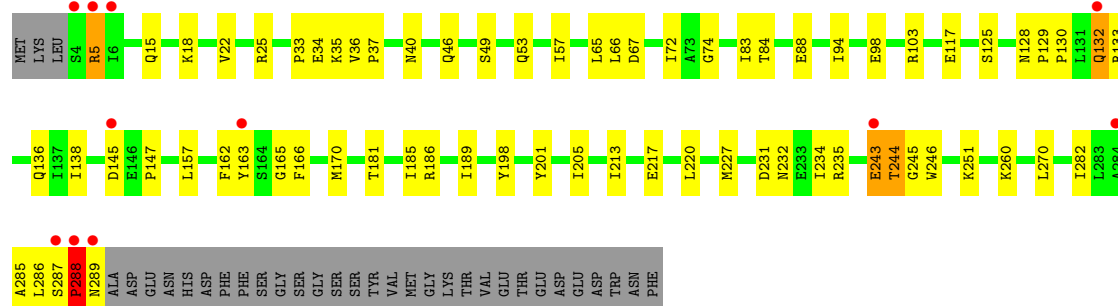 MET LYS LEU S4 R5 I6 Q15 K18 V22 R25 P33 E34 K35 V36 P37 N40 Q46 S49 Q53 I57 L65 L66 D67 I72 A73 G74 I83 T84 E88 I94 E98 R103 E117 S125 N128 P129 P130 L131 Q132
Q136 I137 I138 D145 E146 P147 L157 F162 Y163 S164 G165 F166 M170 T181 I185 R186 I189 Y198 Y201 I205 I213 E217 L220 M227 D231 N232 E233 I234 R235 E243 T244 G245 W246 K251 K260 L270 I282 L283 A284
A285 L286 S287 P288 N289 ALA ASP GLU ASN HIS ASP PHE PHE SER GLY SER GLY SER SER TYR VAL MET GLY LYS THR VAL GLU THR GLU ASP GLU ASP TRP ASN PHE